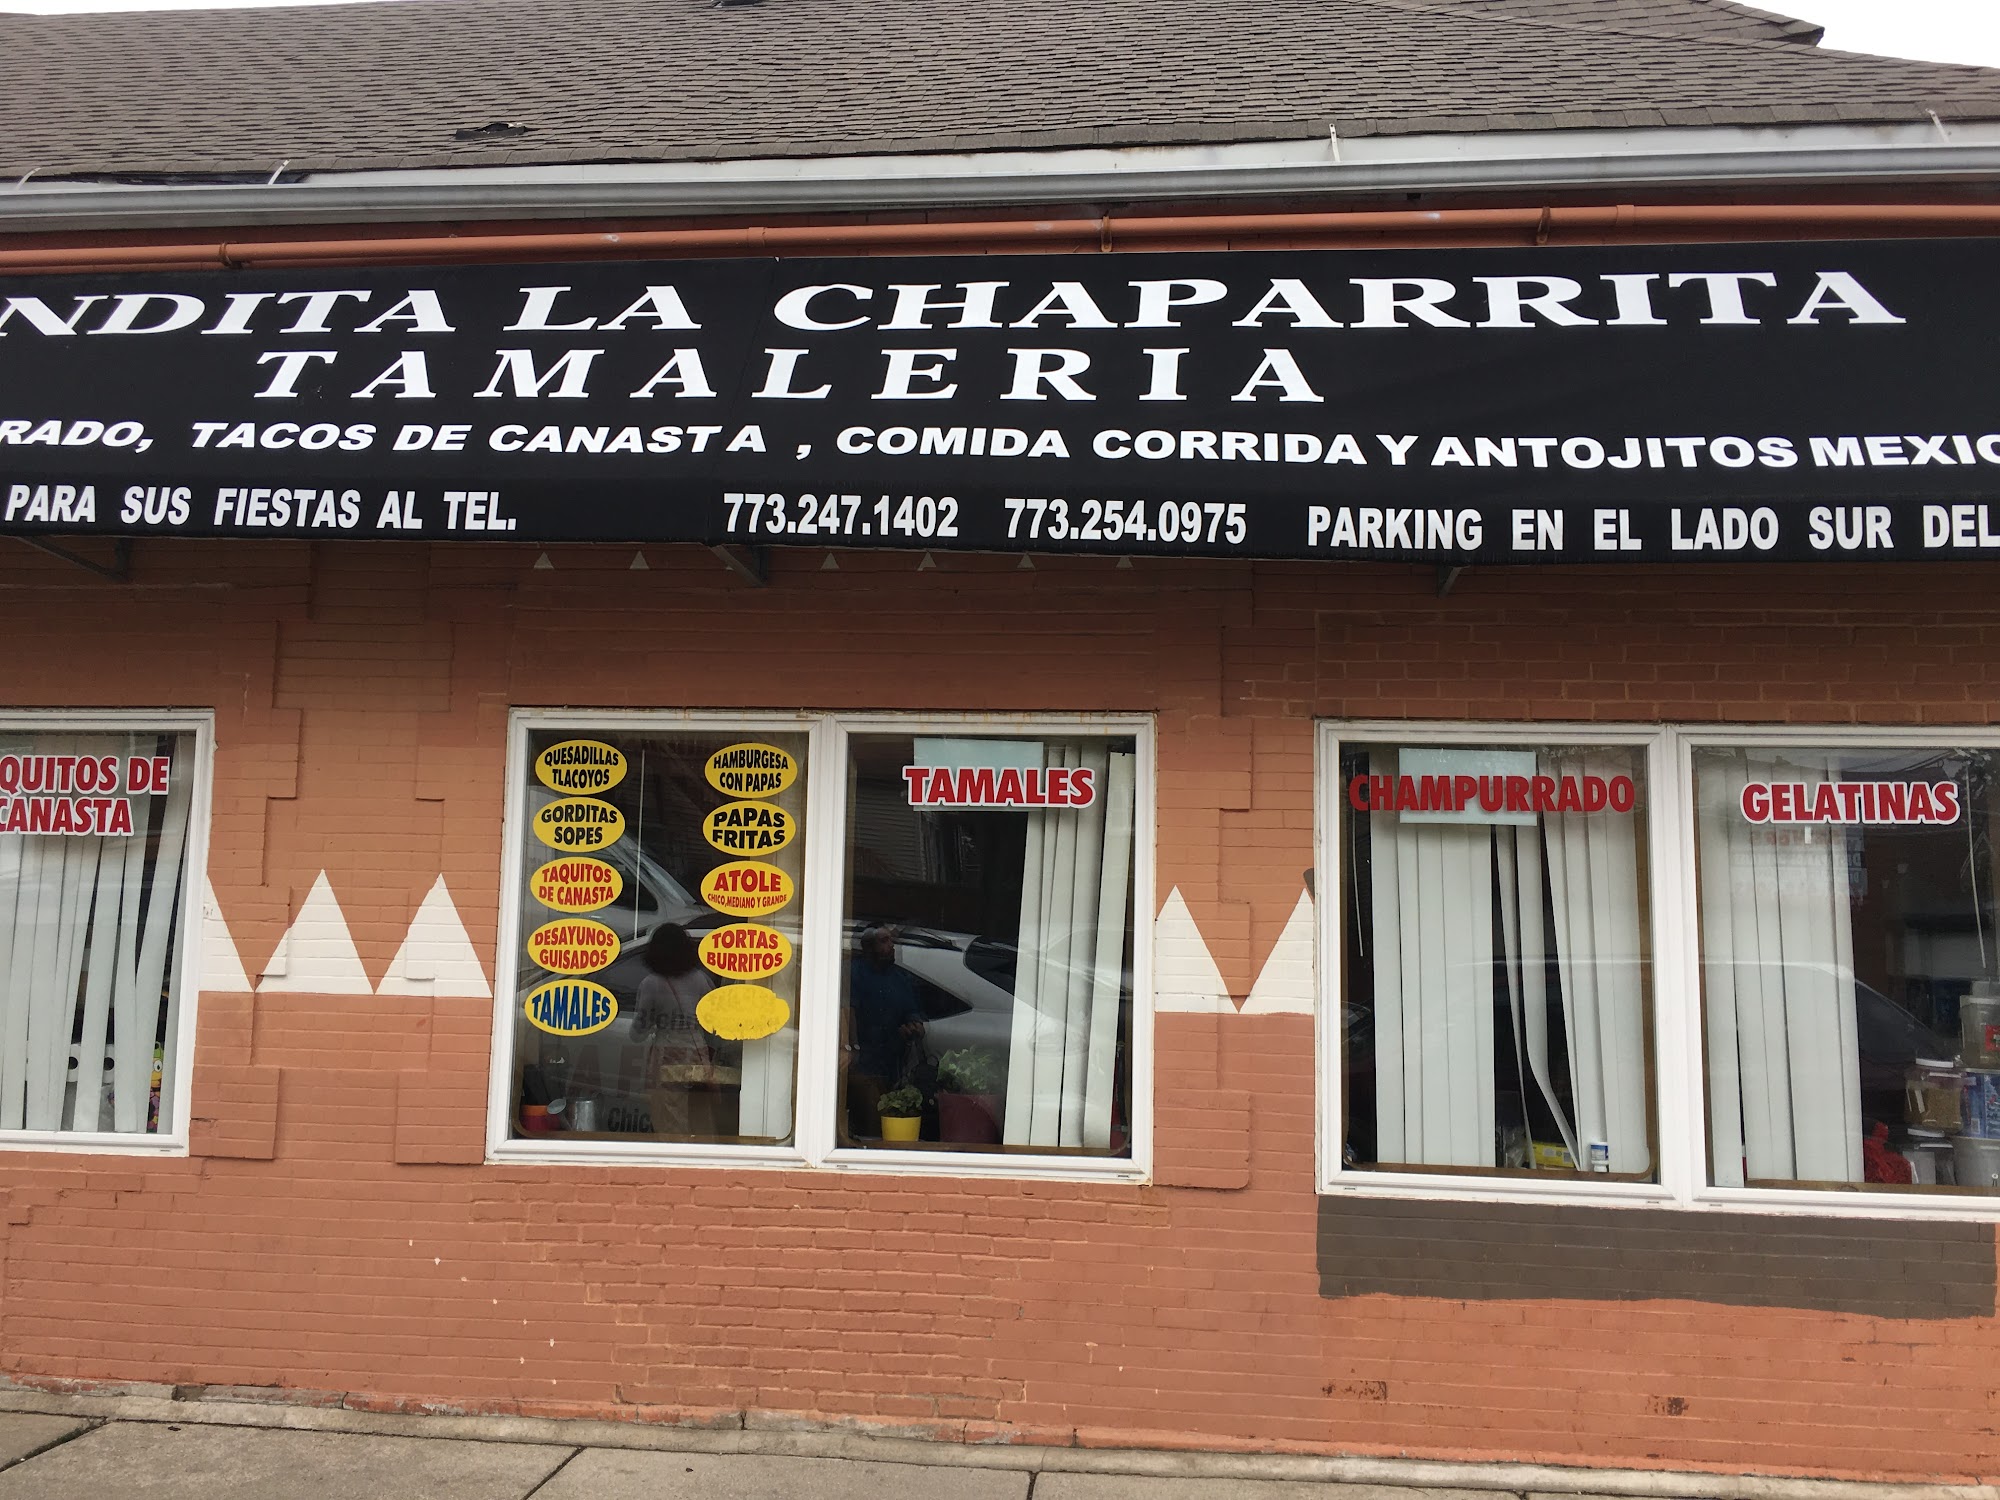 NDITA LA CHAPARRITA
TAMALERIA
RADO, TACOS DE CANASTA, COMIDA CORRIDA Y ANTOJITOS MEXIC
PARA SUS FIESTAS AL TEL. 773.247.1402 773.254.0975 PARKING EN EL LADO SUR DEL
QUITOS DE
CANASTA
QUESADILLAS
TLACOYOS
GORDITAS
SOPES
TAQUITOS
DE CANASTA
DESAYUNOS
GUISADOS
TAMALES
HAMBURGESA
CON PAPAS
PAPAS
FRITAS
ATOLE
CHICO, MEDIANO Y GRANDE
TORTAS
BURRITOS
TAMALES
CHAMPURRADO
GELATINAS